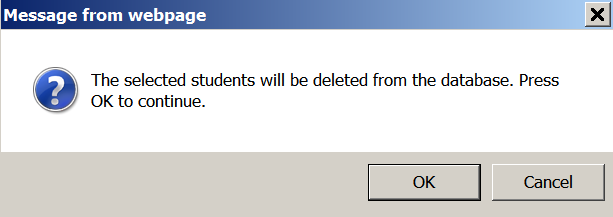 Message from webpage
The selected students will be deleted from the database. Press
OK to continue.
OK
Cancel